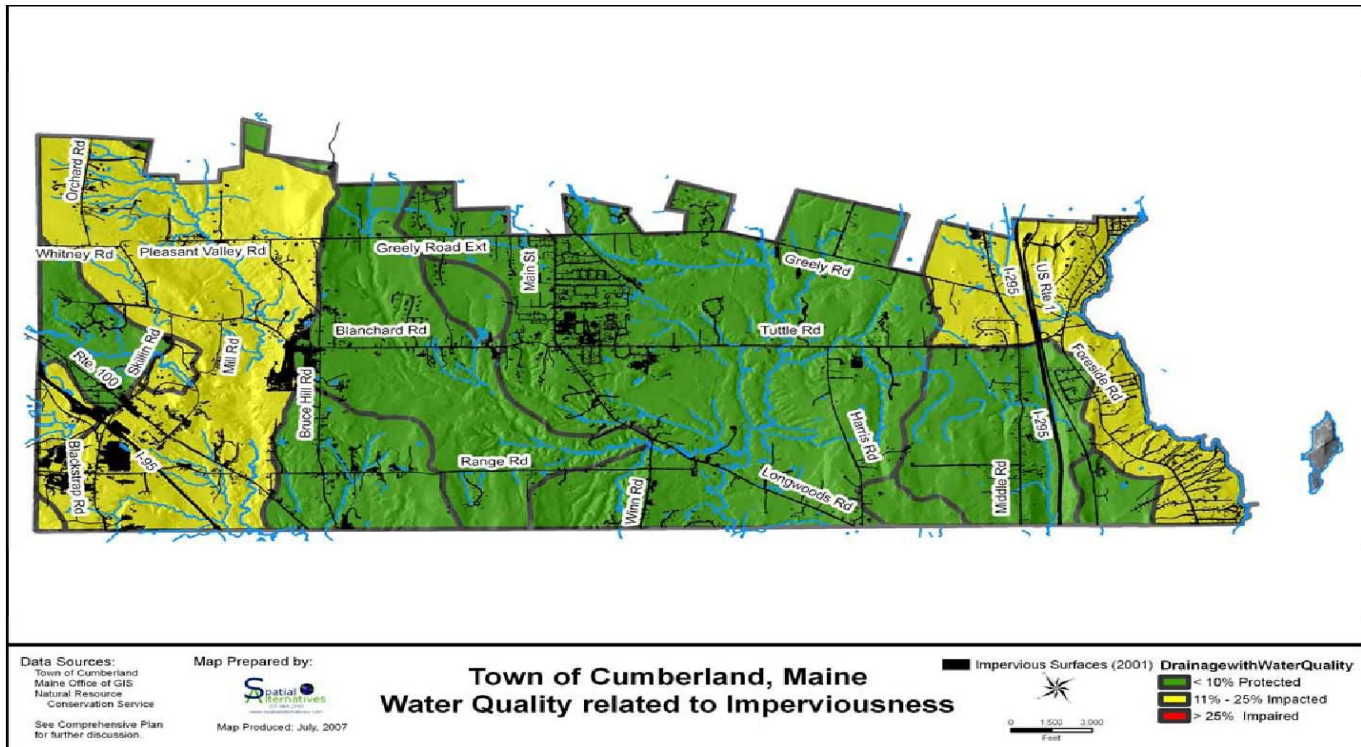 Orchard Rd
Whitney Rd
Pleasant Valley Rd
Greely Road Ext
Main St
Greely Rd
I-295
US Rte 1
Blanchard Rd
Tuttle Rd
Mill Rd
Skillin Rd
Rte. 100
Foreside Rd
Bruce Hill Rd
Harris Rd
I-295
I-95
Blackstrap Rd
Range Rd
Winn Rd
Longwoods Rd
Middle Rd
Data Sources:
Town of Cumberland
Maine Office of GIS
Natural Resource
Conservation Service
See Comprehensive Plan
for further discussion.
Map Prepared by:
Spatial
Alternatives
Map Produced: July, 2007
Town of Cumberland, Maine
Water Quality related to Imperviousness
Impervious Surfaces (2001)
0 1,500 3,000
Feet
DrainagewithWaterQuality
< 10% Protected
11% - 25% Impacted
> 25% Impaired